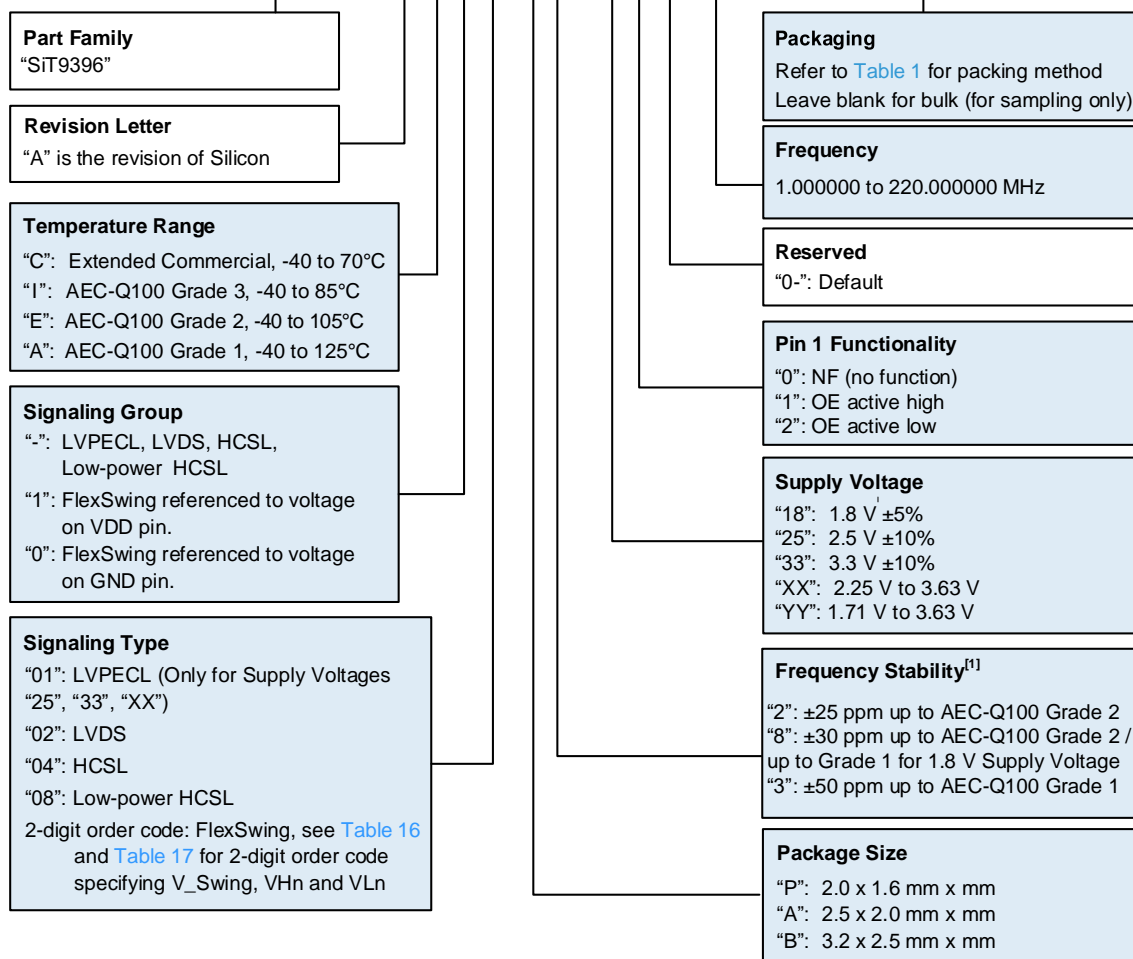 Part Family
“SiT9396”
Revision Letter
“A” is the revision of Silicon
Temperature Range
“C”: Extended Commercial, -40 to 70°C
“I”: AEC-Q100 Grade 3, -40 to 85°C
“E”: AEC-Q100 Grade 2, -40 to 105°C
“A”: AEC-Q100 Grade 1, -40 to 125°C
Signaling Group
“-”: LVPECL, LVDS, HCSL,
Low-power HCSL
“1”: FlexSwing referenced to voltage
on VDD pin.
“0”: FlexSwing referenced to voltage
on GND pin.
Signaling Type
“01”: LVPECL (Only for Supply Voltages
“25”, “33”, “XX”)
“02”: LVDS
“04”: HCSL
“08”: Low-power HCSL
2-digit order code: FlexSwing, see Table 16
and Table 17 for 2-digit order code
specifying V_Swing, VHn and VLn
Packaging
Refer to Table 1 for packing method
Leave blank for bulk (for sampling only)
Frequency
1.000000 to 220.000000 MHz
Reserved
“0-”: Default
Pin 1 Functionality
“0”: NF (no function)
“1”: OE active high
“2”: OE active low
Supply Voltage
“18”: 1.8 V ±5%
“25”: 2.5 V ±10%
“33”: 3.3 V ±10%
“XX”: 2.25 V to 3.63 V
“YY”: 1.71 V to 3.63 V
Frequency Stability[1]
“2”: ±25 ppm up to AEC-Q100 Grade 2
“8”: ±30 ppm up to AEC-Q100 Grade 2 /
up to Grade 1 for 1.8 V Supply Voltage
“3”: ±50 ppm up to AEC-Q100 Grade 1
Package Size
“P”: 2.0 x 1.6 mm x mm
“A”: 2.5 x 2.0 mm x mm
“B”: 3.2 x 2.5 mm x mm